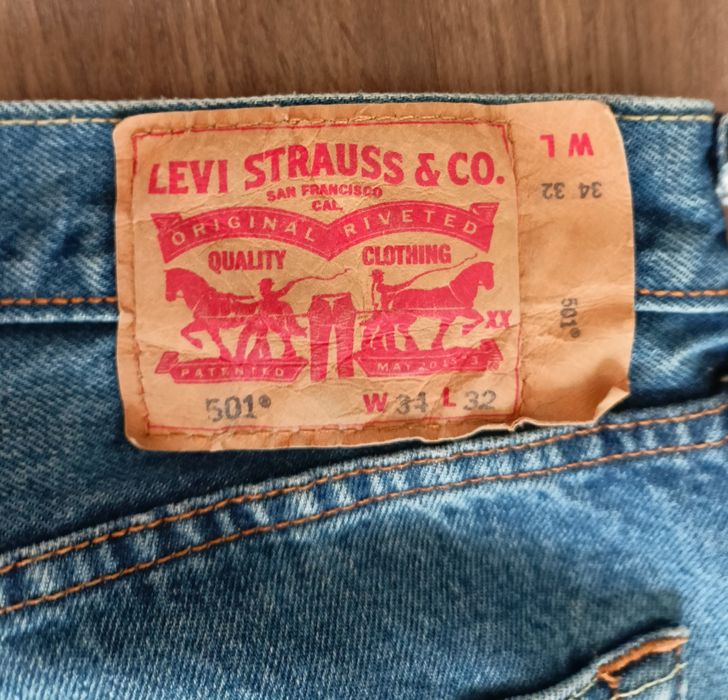 LEVI STRAUSS & CO.
SAN FRANCISCO
CAL.
ORIGINAL RIVETED
QUALITY CLOTHING
XX
PATENTED MAY 20 1873
501®
W 34 L 32
W L
34 32
501®